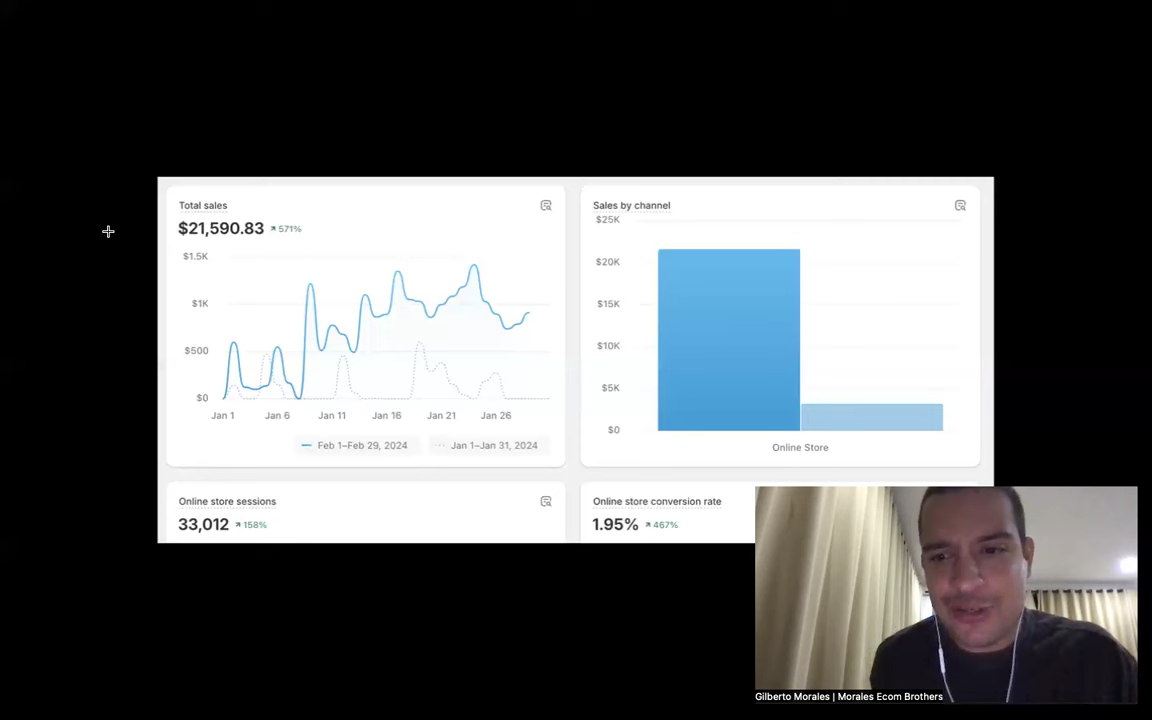 Total sales
$21,590.83 ↗ 571%
$1.5K
$1K
$500
$0
Jan 1 Jan 6 Jan 11 Jan 16 Jan 21 Jan 26
Feb 1–Feb 29, 2024 Jan 1–Jan 31, 2024
Sales by channel
$25K
$20K
$15K
$10K
$5K
$0
Online Store
Online store sessions
33,012 ↗ 158%
Online store conversion rate
1.95% ↗ 467%
Gilberto Morales | Morales Ecom Brothers